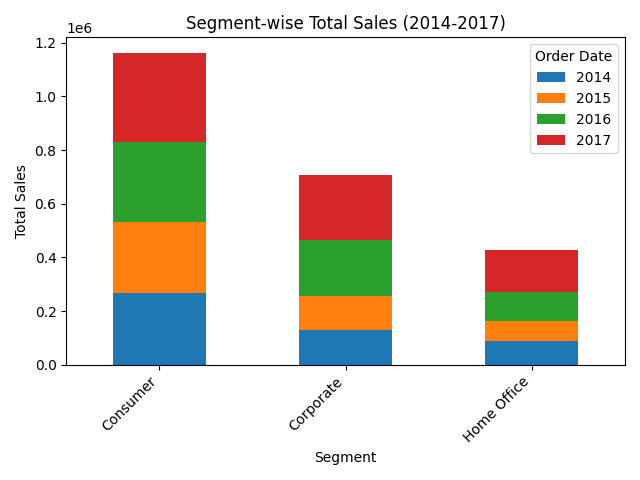 Segment-wise Total Sales (2014-2017)
1e6
1.2
1.0
0.8
0.6
0.4
0.2
0.0
Total Sales
Order Date
2014
2015
2016
2017
Consumer
Corporate
Home Office
Segment